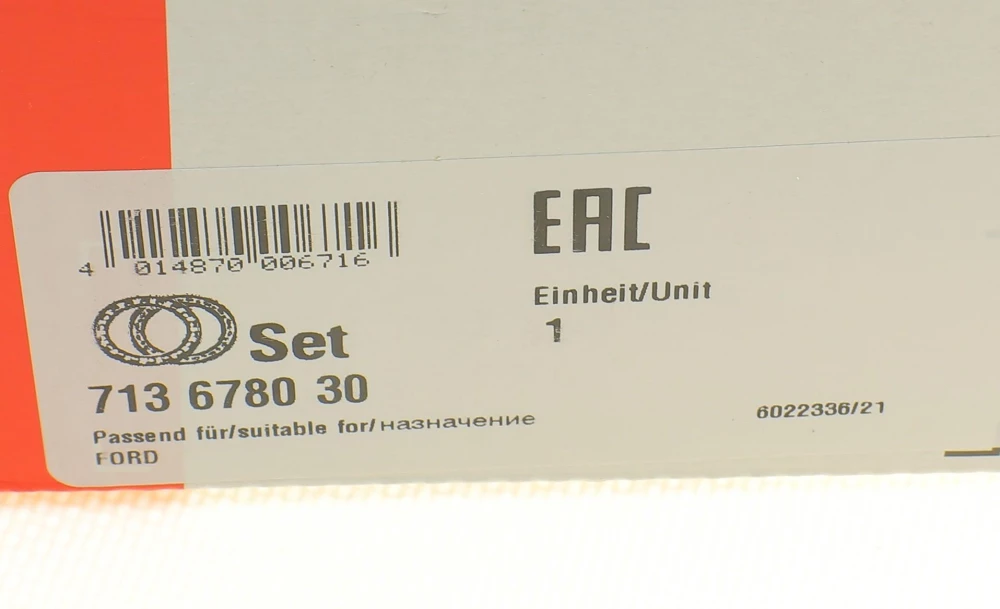 EAC
4 014870 006716
Einheit/Unit
1
Set
713 6780 30
6022336/21
Passend für/suitable for/назначение
FORD